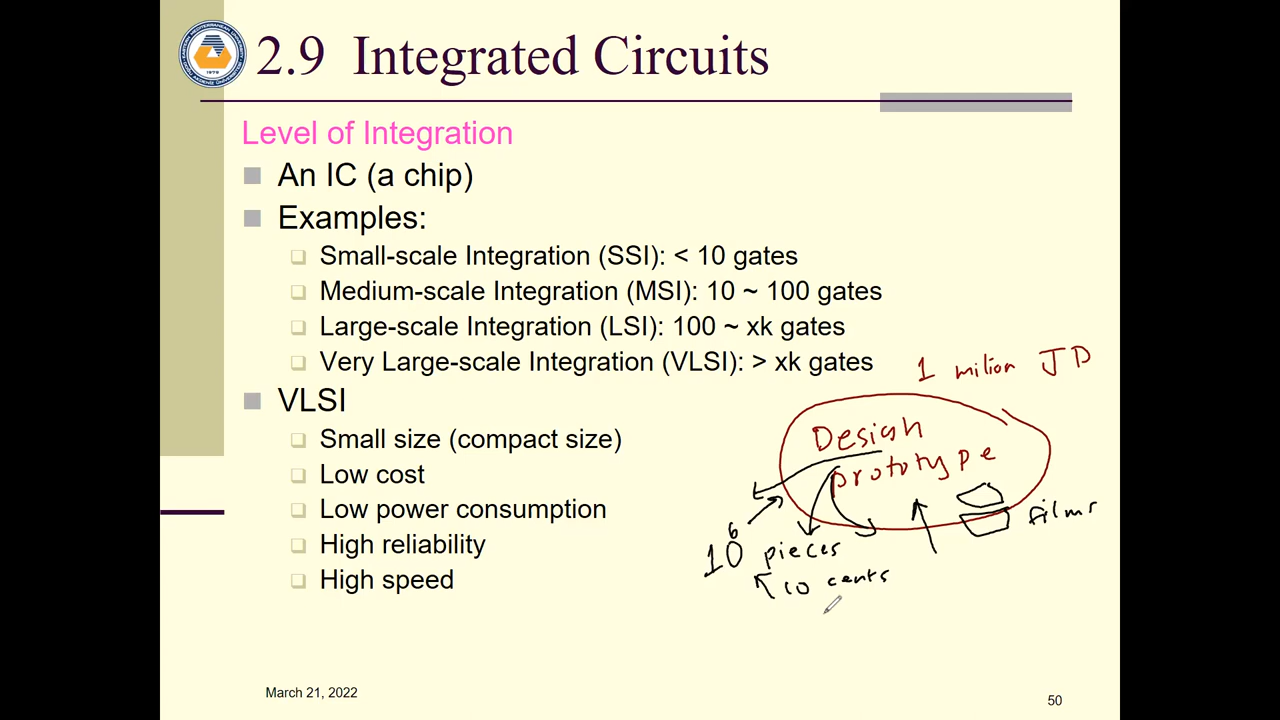 2.9 Integrated Circuits
Level of Integration
An IC (a chip)
Examples:
Small-scale Integration (SSI): < 10 gates
Medium-scale Integration (MSI): 10 ~ 100 gates
Large-scale Integration (LSI): 100 ~ xk gates
Very Large-scale Integration (VLSI): > xk gates
1 milion JD
VLSI
Small size (compact size)
Low cost
Low power consumption
High reliability
High speed
Design
prototype
films
10⁶ pieces
10 cents
March 21, 2022
50